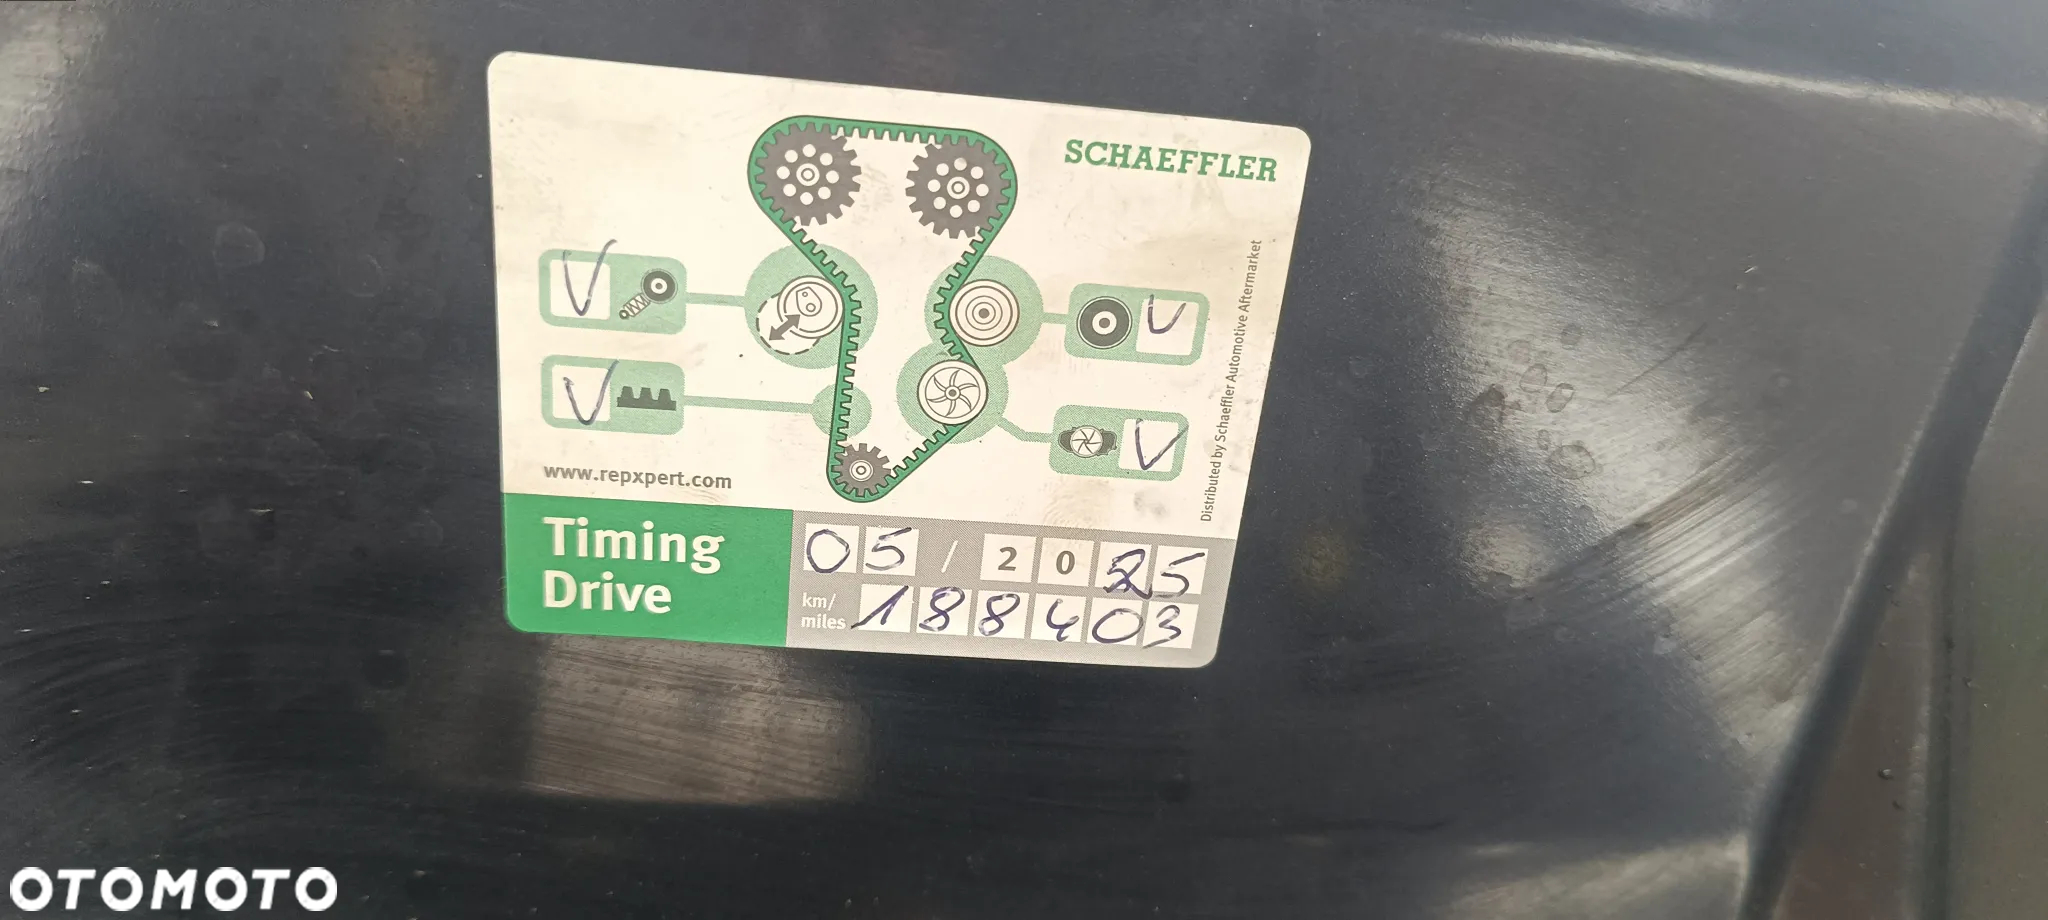 SCHAEFFLER
Distributed by Schaeffler Automotive Aftermarket
www.repxpert.com
Timing
Drive
05 / 2025
km/
miles
188403
OTOMOTO